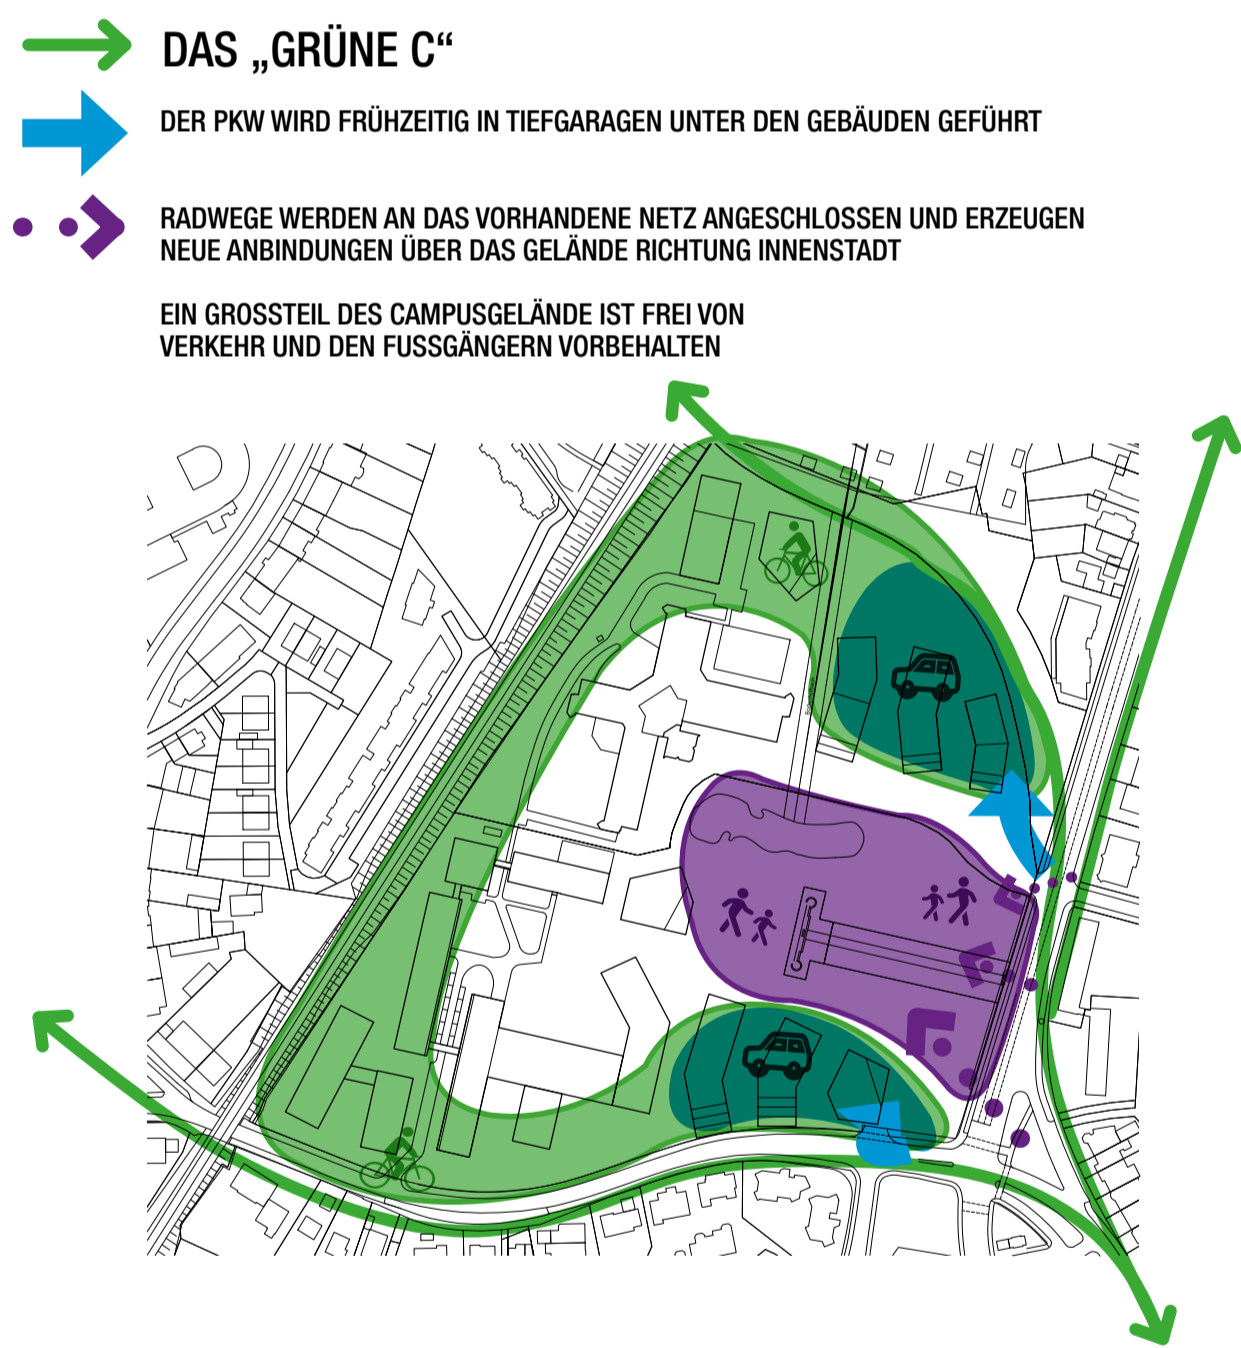 DAS „GRÜNE C“
DER PKW WIRD FRÜHZEITIG IN TIEFGARAGEN UNTER DEN GEBÄUDEN GEFÜHRT
RADWEGE WERDEN AN DAS VORHANDENE NETZ ANGESCHLOSSEN UND ERZEUGEN
NEUE ANBINDUNGEN ÜBER DAS GELÄNDE RICHTUNG INNENSTADT
EIN GROSSTEIL DES CAMPUSGELÄNDE IST FREI VON
VERKEHR UND DEN FUSSGÄNGERN VORBEHALTEN